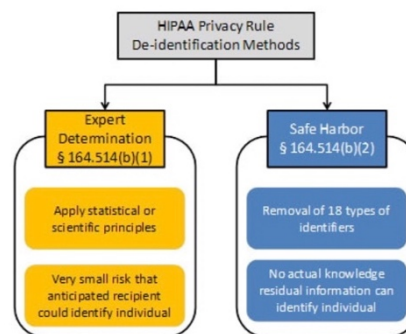 HIPAA Privacy Rule
De-identification Methods
Expert
Determination
§ 164.514(b)(1)
Apply statistical or
scientific principles
Very small risk that
anticipated recipient
could identify individual
Safe Harbor
§ 164.514(b)(2)
Removal of 18 types of
identifiers
No actual knowledge
residual information can
identify individual